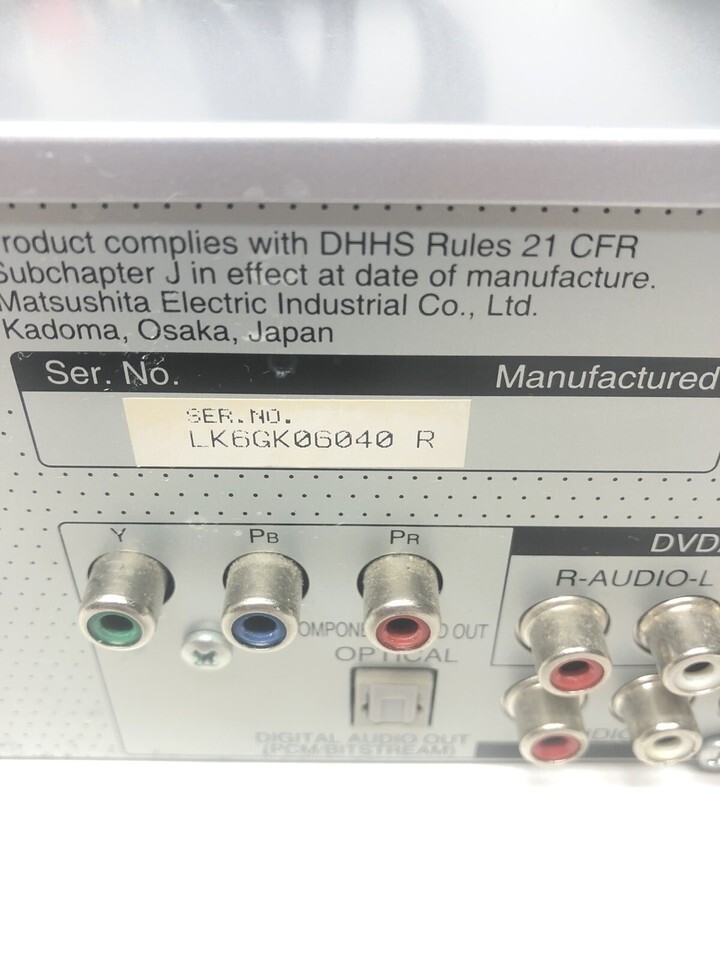 roduct complies with DHHS Rules 21 CFR
Subchapter J in effect at date of manufacture.
Matsushita Electric Industrial Co., Ltd.
Kadoma, Osaka, Japan
Ser. No. Manufactured
SER.NO.
LK6GK06040 R
Y PB PR DVD
R-AUDIO-L
OMPONE O OUT
OPTICAL
DIGITAL AUDIO OUT
(PCM/BITSTREAM)